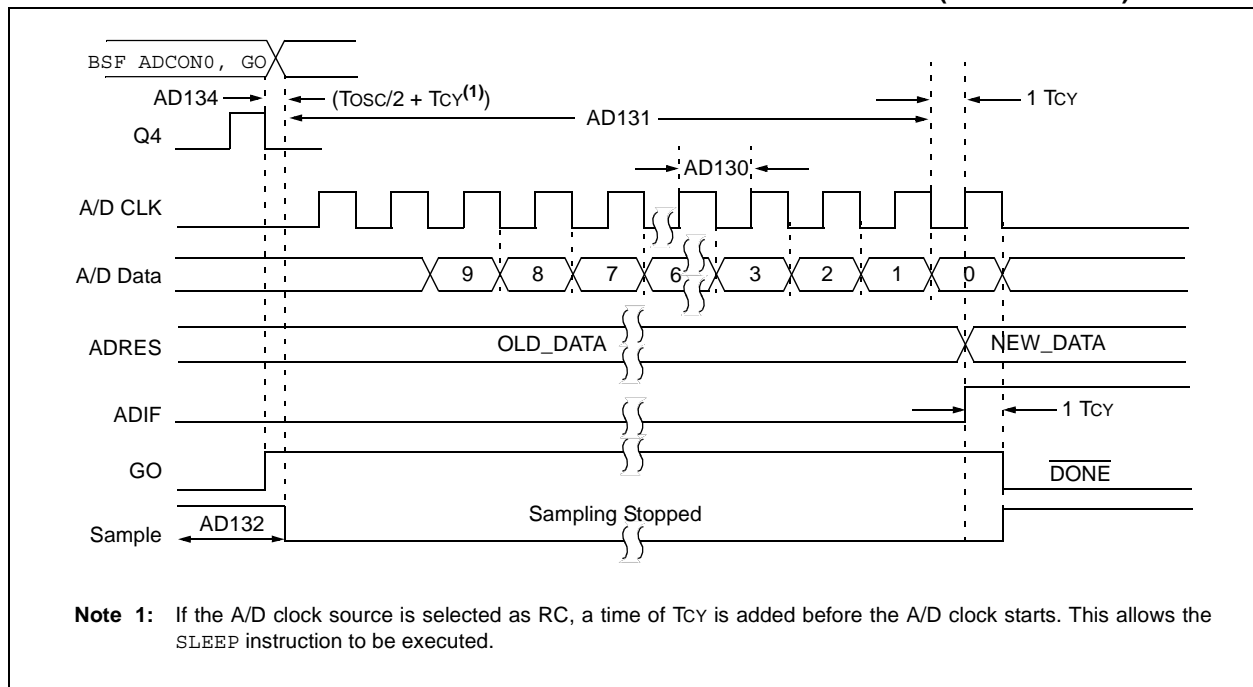 BSF ADCON0, GO
AD134
(TOSC/2 + TCY(1))
1 TCY
AD131
Q4
AD130
A/D CLK
A/D Data
9 8 7 6 3 2 1 0
ADRES
OLD_DATA
NEW_DATA
ADIF
1 TCY
GO
DONE
Sample
AD132
Sampling Stopped
Note 1: If the A/D clock source is selected as RC, a time of TCY is added before the A/D clock starts. This allows the
SLEEP instruction to be executed.